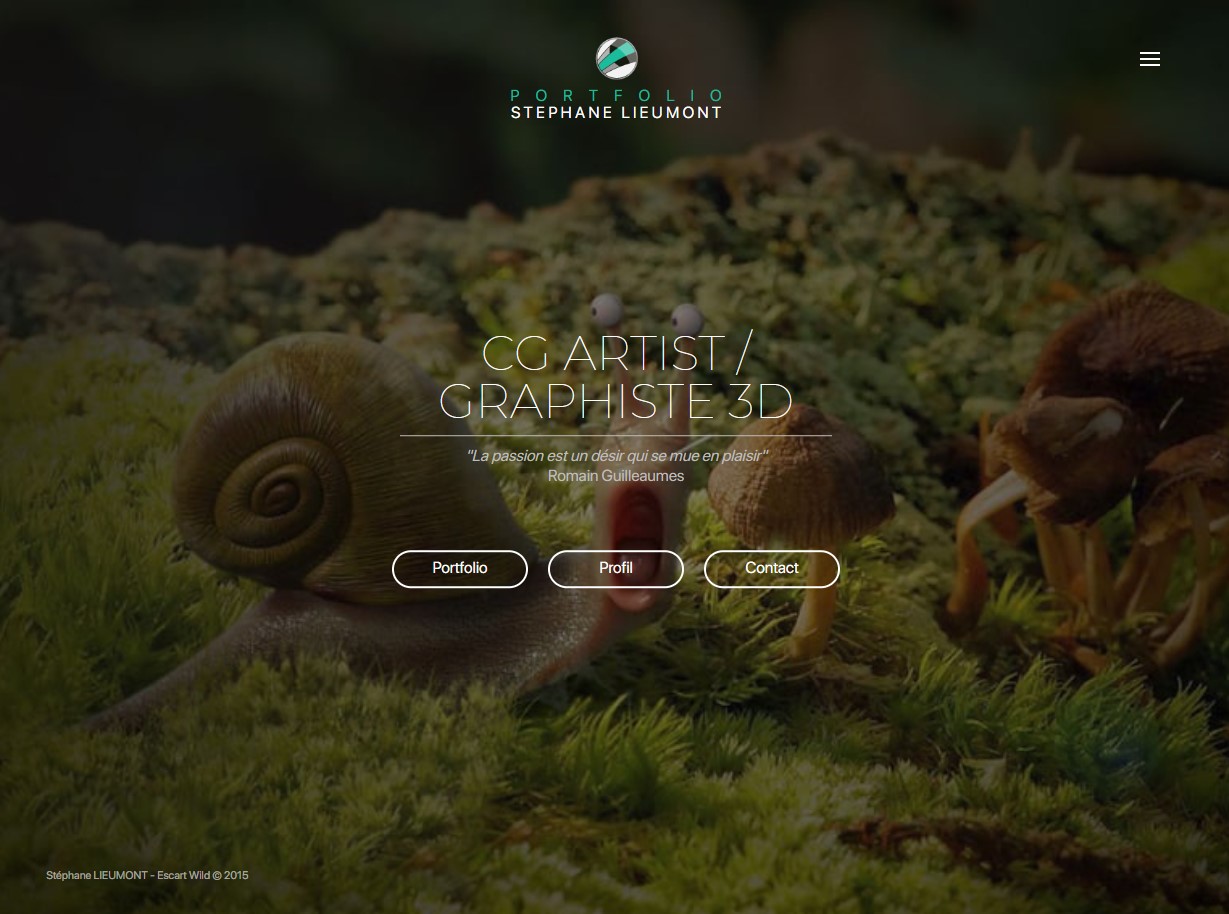 PORTFOLIO
STEPHANE LIEUMONT
CG ARTIST /
GRAPHISTE 3D
"La passion est un désir qui se mue en plaisir"
Romain Guilleaumes
Portfolio Profil Contact
Stéphane LIEUMONT - Escart Wild © 2015